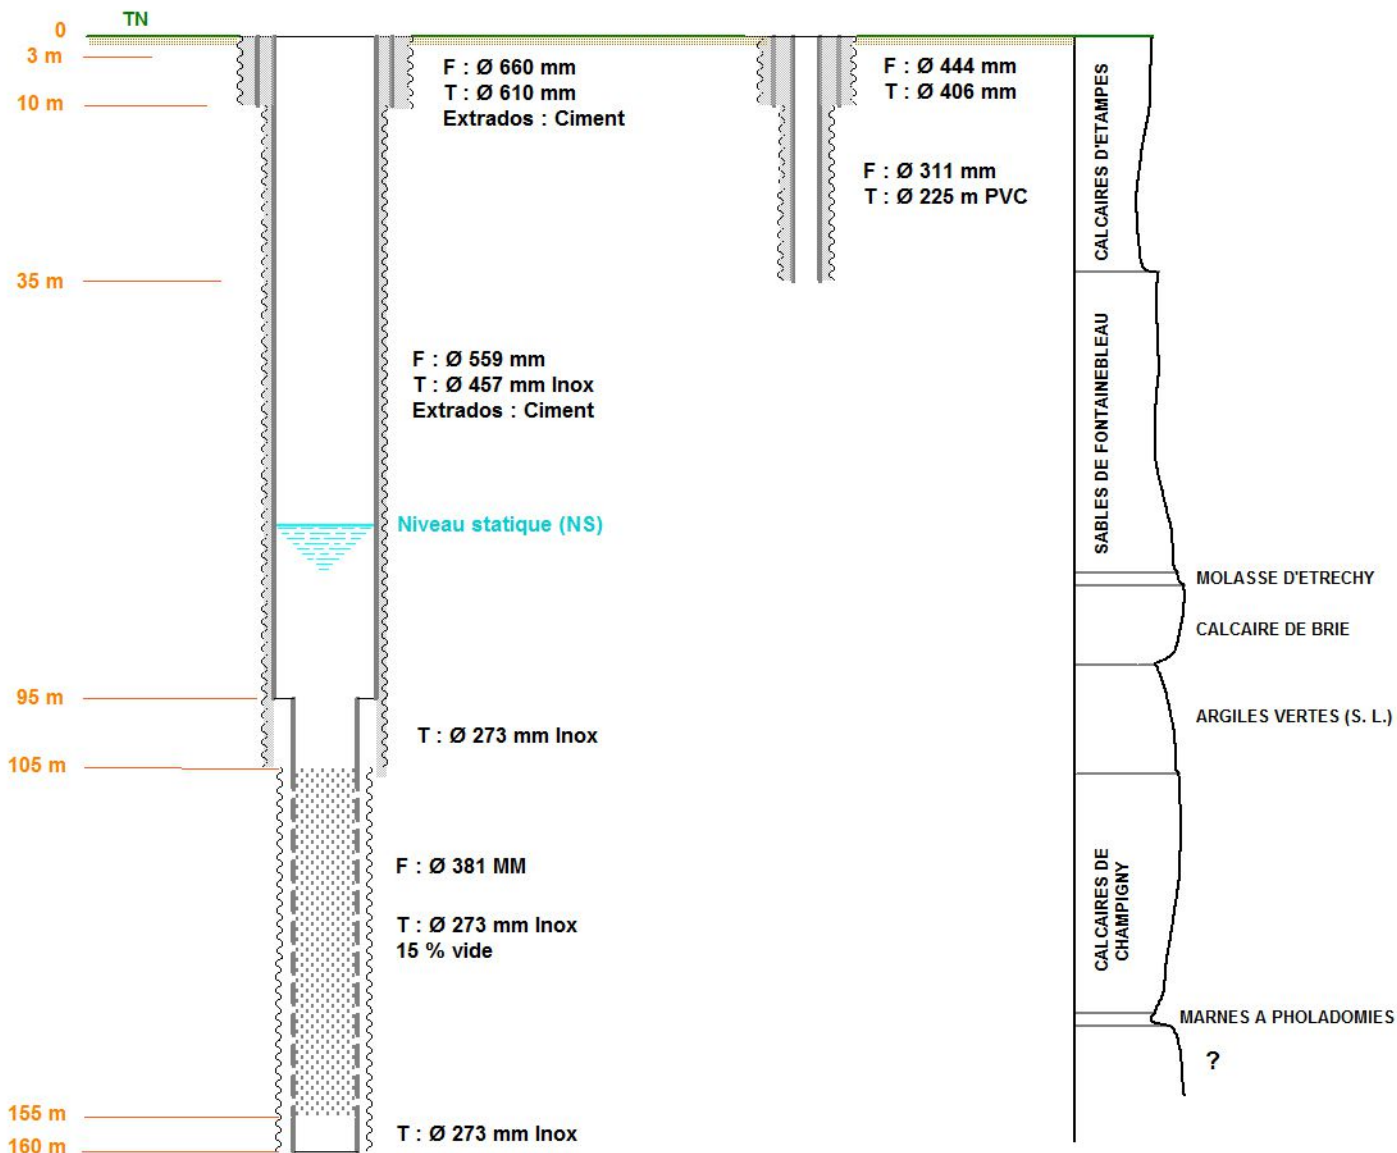 TN
0
3 m
10 m
35 m
95 m
105 m
155 m
160 m
F : Ø 660 mm
T : Ø 610 mm
Extrados : Ciment
F : Ø 559 mm
T : Ø 457 mm Inox
Extrados : Ciment
Niveau statique (NS)
T : Ø 273 mm Inox
F : Ø 381 MM
T : Ø 273 mm Inox
15 % vide
T : Ø 273 mm Inox
F : Ø 444 mm
T : Ø 406 mm
F : Ø 311 mm
T : Ø 225 m PVC
CALCAIRES D'ETAMPES
SABLES DE FONTAINEBLEAU
MOLASSE D'ETRECHY
CALCAIRE DE BRIE
ARGILES VERTES (S. L.)
CALCAIRES DE
CHAMPIGNY
MARNES A PHOLADOMIES
?